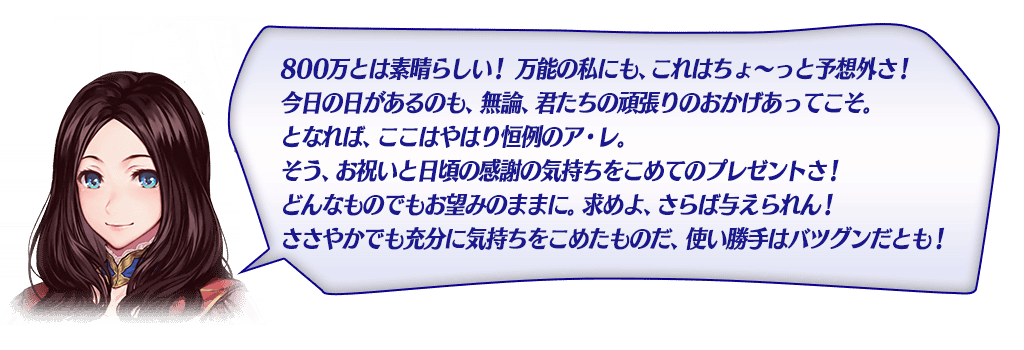 800万とは素晴らしい！ 万能の私にも、これはちょ～っと予想外さ！
今日の日があるのも、無論、君たちの頑張りのおかげあってこそ。
となれば、ここはやはり恒例のア・レ。
そう、お祝いと日頃の感謝の気持ちをこめてのプレゼントさ！
どんなものでもお望みのままに。求めよ、さらば与えられん！
ささやかでも充分に気持ちをこめたものだ、使い勝手はバツグンだとも！